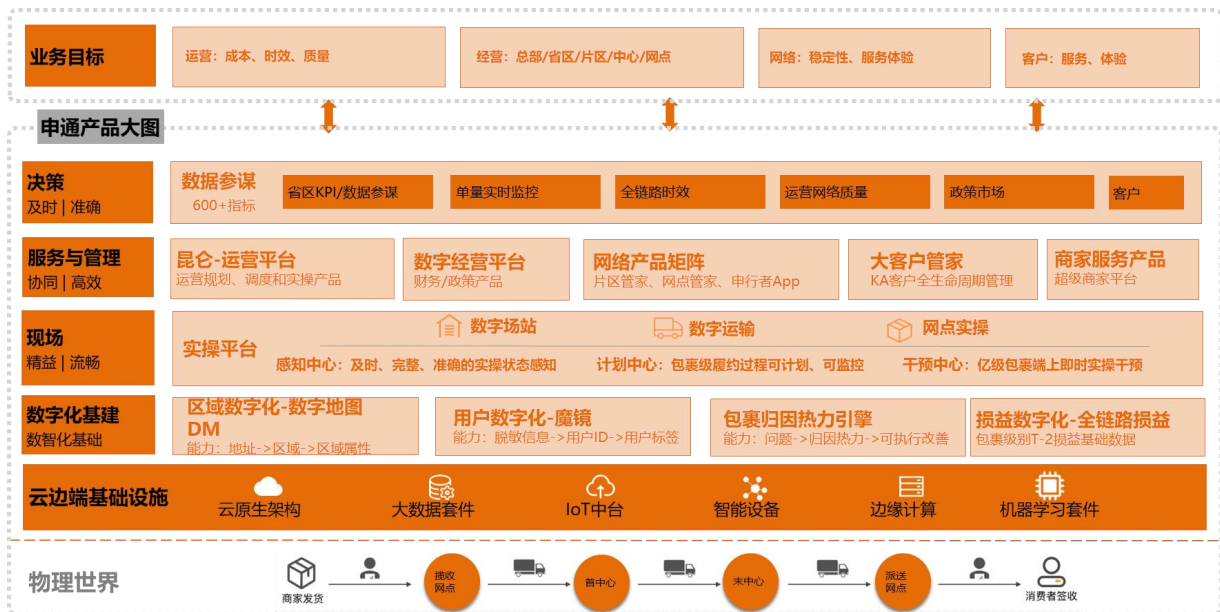 业务目标
运营：成本、时效、质量
经营：总部/省区/片区/中心/网点
网络：稳定性、服务体验
客户：服务、体验
申通产品大图
决策
及时 | 准确
数据参谋
600+指标
省区KPI/数据参谋
单量实时监控
全链路时效
运营网络质量
政策市场
客户
服务与管理
协同 | 高效
昆仑-运营平台
运营规划、调度和实操产品
数字经营平台
财务/政策产品
网络产品矩阵
片区管家、网点管家、申行者App
大客户管家
KA客户全生命周期管理
商家服务产品
超级商家平台
现场
精益 | 流畅
实操平台
数字场站
数字运输
网点实操
感知中心：及时、完整、准确的实操状态感知
计划中心：包裹级履约过程可计划、可监控
干预中心：亿级包裹端上即时实操干预
数字化基建
数智化基础
区域数字化-数字地图
DM
能力：地址->区域->区域属性
用户数字化-魔镜
能力：脱敏信息->用户ID->用户标签
包裹归因热力引擎
能力：问题->归因热力->可执行改善
损益数字化-全链路损益
包裹级别T-2损益基础数据
云边端基础设施
云原生架构
大数据套件
IoT中台
智能设备
边缘计算
机器学习套件
物理世界
商家发货
揽收
网点
首中心
末中心
派送
网点
消费者签收